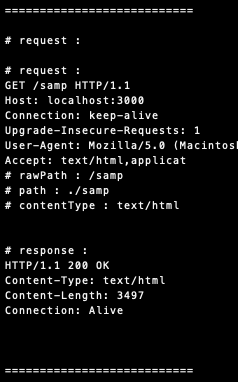 ===========================
# request :
# request :
GET /samp HTTP/1.1
Host: localhost:3000
Connection: keep-alive
Upgrade-Insecure-Requests: 1
User-Agent: Mozilla/5.0 (Macintosh
Accept: text/html,applicat
# rawPath : /samp
# path : ./samp
# contentType : text/html
# response :
HTTP/1.1 200 OK
Content-Type: text/html
Content-Length: 3497
Connection: Alive
===========================